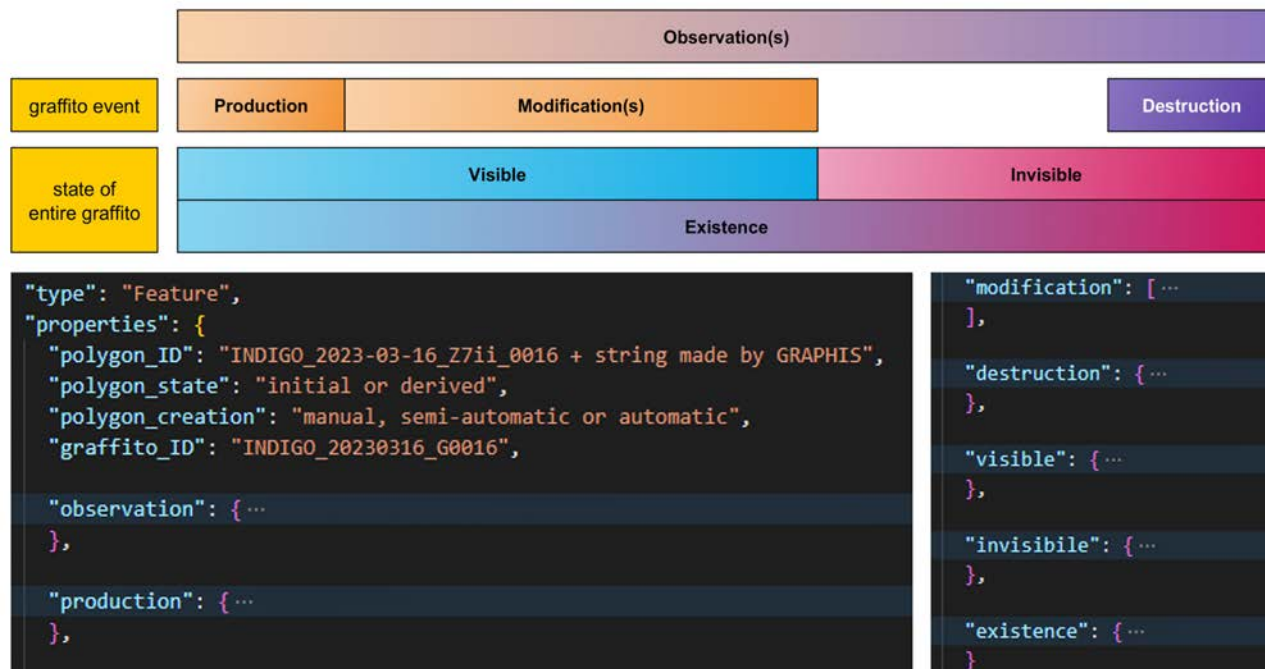 Observation(s)
graffito event
Production
Modification(s)
Destruction
state of
entire graffito
Visible
Invisible
Existence
"type": "Feature",
"properties": {
"polygon_ID": "INDIGO_2023-03-16_Z7ii_0016 + string made by GRAPHIS",
"polygon_state": "initial or derived",
"polygon_creation": "manual, semi-automatic or automatic",
"graffito_ID": "INDIGO_20230316_G0016",
"observation": { ···
},
"production": { ···
},
"modification": [ ···
],
"destruction": { ···
},
"visible": { ···
},
"invisibile": { ···
},
"existence": { ···
}